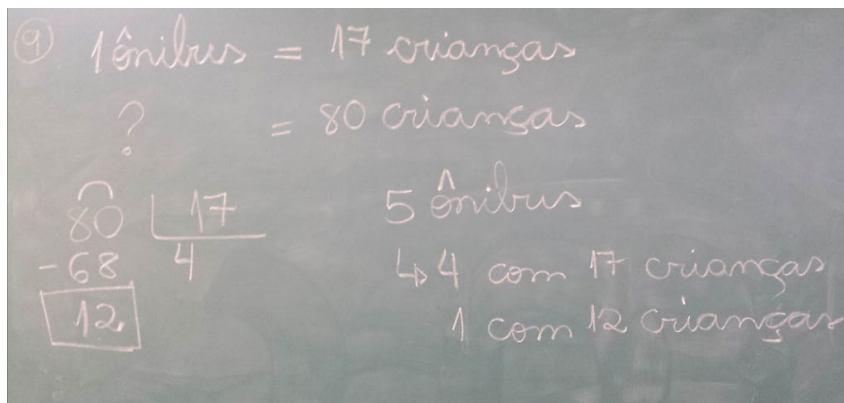 9 1 ônibus = 17 crianças
? = 80 crianças
80 17
-68 4
12
5 ônibus
↳ 4 com 17 crianças
1 com 12 crianças